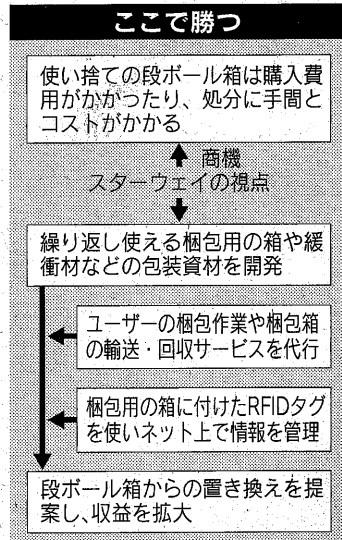 ここで勝つ
使い捨ての段ボール箱は購入費
用がかかったり、処分に手間と
コストがかかる
商機
スターウェイの視点
繰り返し使える梱包用の箱や緩
衝材などの包装資材を開発
ユーザーの梱包作業や梱包箱
の輸送・回収サービスを代行
梱包用の箱に付けたRFIDタグ
を使いネット上で情報を管理
段ボール箱からの置き換えを提
案し、収益を拡大